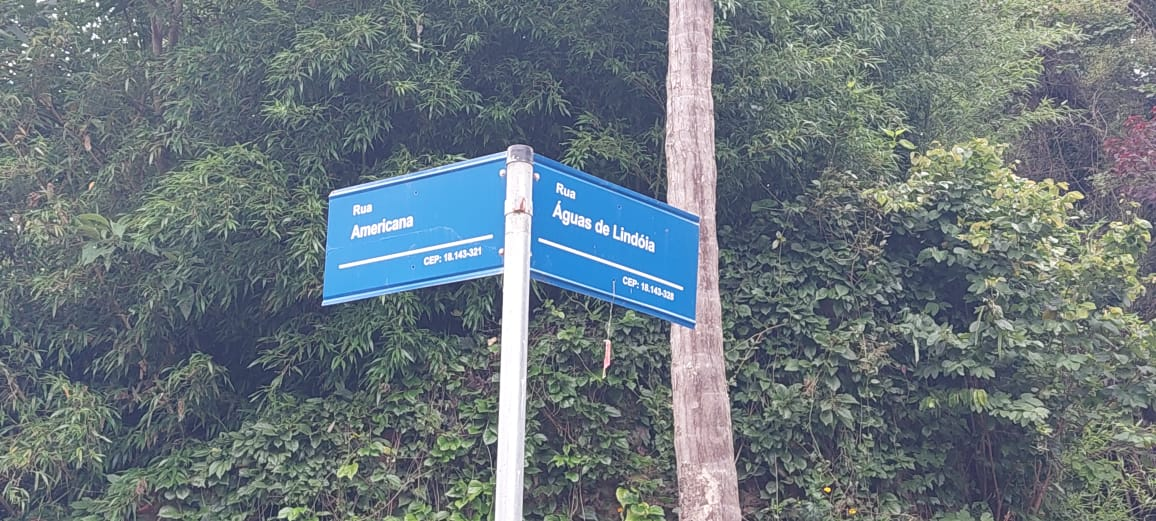 Rua
Americana
CEP: 18.143-321
Rua
Águas de Lindóia
CEP: 18.143-328